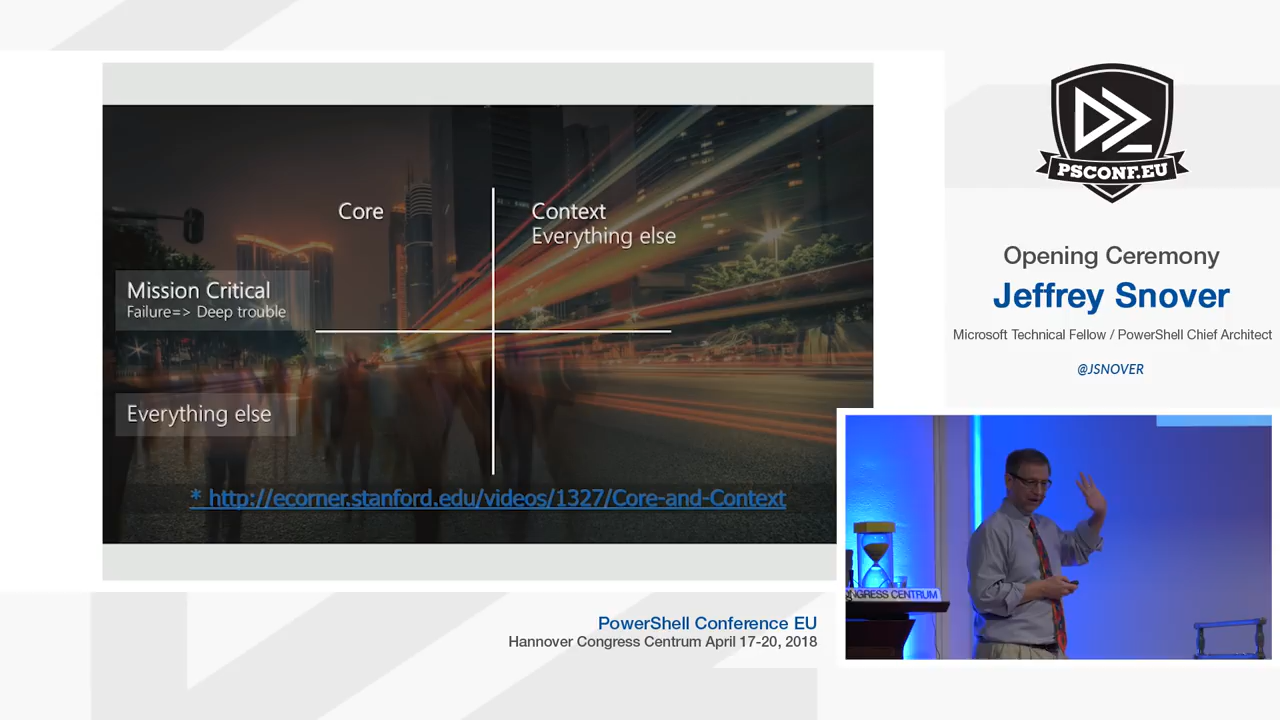 Core
Context
Everything else
Mission Critical
Failure=> Deep trouble
Everything else
* http://ecorner.stanford.edu/videos/1327/Core-and-Context
PSCONF.EU
Opening Ceremony
Jeffrey Snover
Microsoft Technical Fellow / PowerShell Chief Architect
@JSNOVER
CONGRESS CENTRUM
PowerShell Conference EU
Hannover Congress Centrum April 17-20, 2018